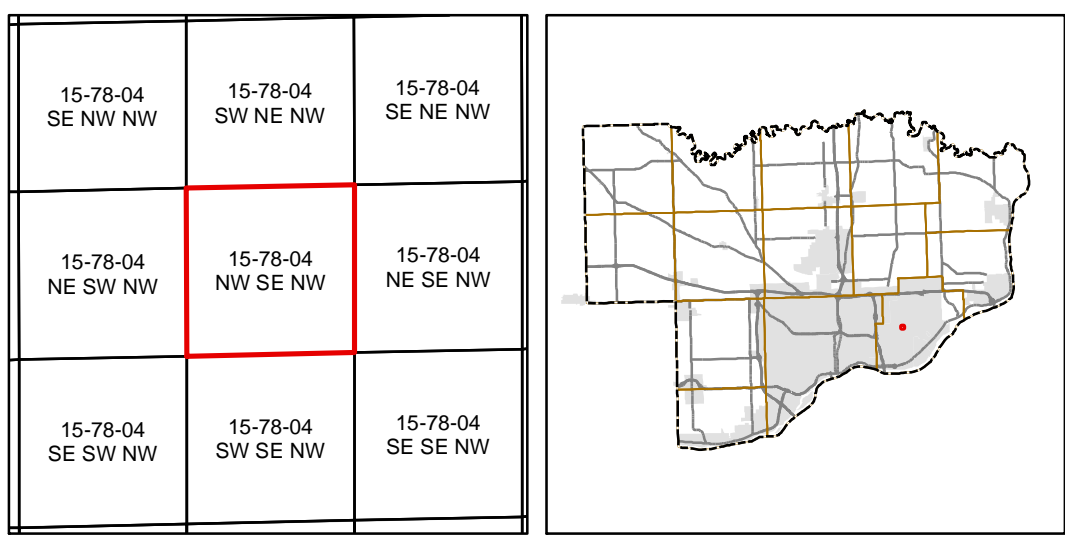 15-78-04
SE NW NW
15-78-04
SW NE NW
15-78-04
SE NE NW
15-78-04
NE SW NW
15-78-04
NW SE NW
15-78-04
NE SE NW
15-78-04
SE SW NW
15-78-04
SW SE NW
15-78-04
SE SE NW